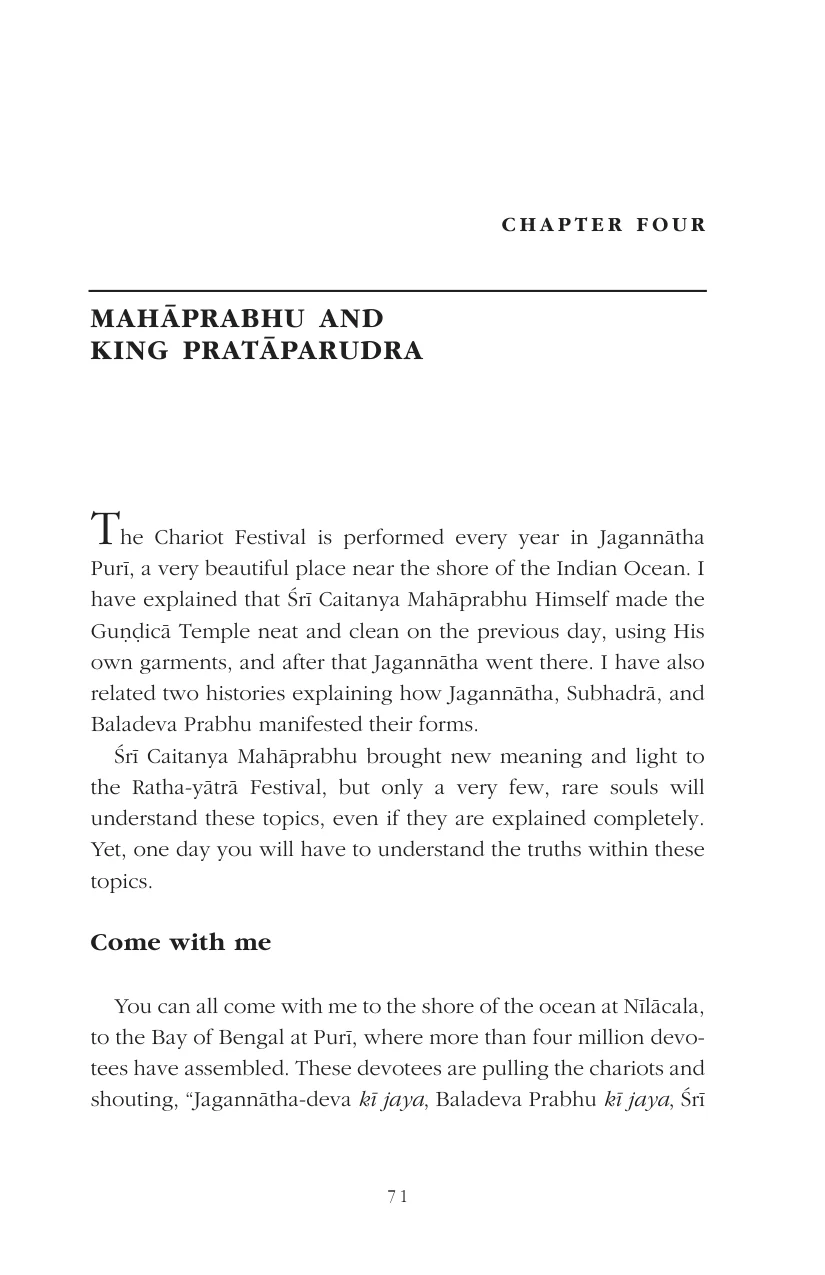 CHAPTER FOUR
MAHĀPRABHU AND
KING PRATĀPARUDRA
The Chariot Festival is performed every year in Jagannātha
Purī, a very beautiful place near the shore of the Indian Ocean. I
have explained that Śrī Caitanya Mahāprabhu Himself made the
Guṇḍicā Temple neat and clean on the previous day, using His
own garments, and after that Jagannātha went there. I have also
related two histories explaining how Jagannātha, Subhadrā, and
Baladeva Prabhu manifested their forms.
Śrī Caitanya Mahāprabhu brought new meaning and light to
the Ratha-yātrā Festival, but only a very few, rare souls will
understand these topics, even if they are explained completely.
Yet, one day you will have to understand the truths within these
topics.
Come with me
You can all come with me to the shore of the ocean at Nīlācala,
to the Bay of Bengal at Purī, where more than four million devo-
tees have assembled. These devotees are pulling the chariots and
shouting, “Jagannātha-deva kī jaya, Baladeva Prabhu kī jaya, Śrī
71